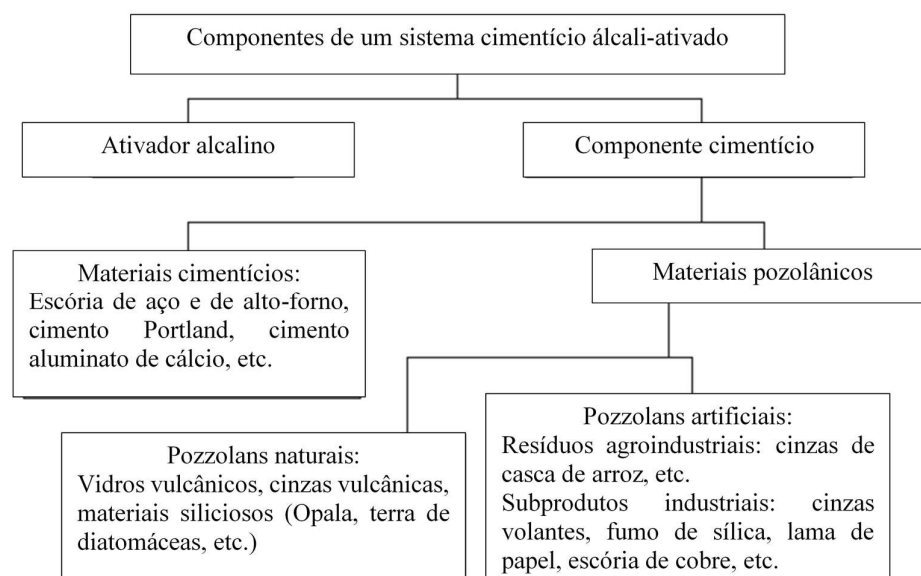 Componentes de um sistema cimentício álcali-ativado
Ativador alcalino
Componente cimentício
Materiais cimentícios:
Escória de aço e de alto-forno,
cimento Portland, cimento
aluminato de cálcio, etc.
Materiais pozolânicos
Pozzolans naturais:
Vidros vulcânicos, cinzas vulcânicas,
materiais siliciosos (Opala, terra de
diatomáceas, etc.)
Pozzolans artificiais:
Resíduos agroindustriais: cinzas de
casca de arroz, etc.
Subprodutos industriais: cinzas
volantes, fumo de sílica, lama de
papel, escória de cobre, etc.